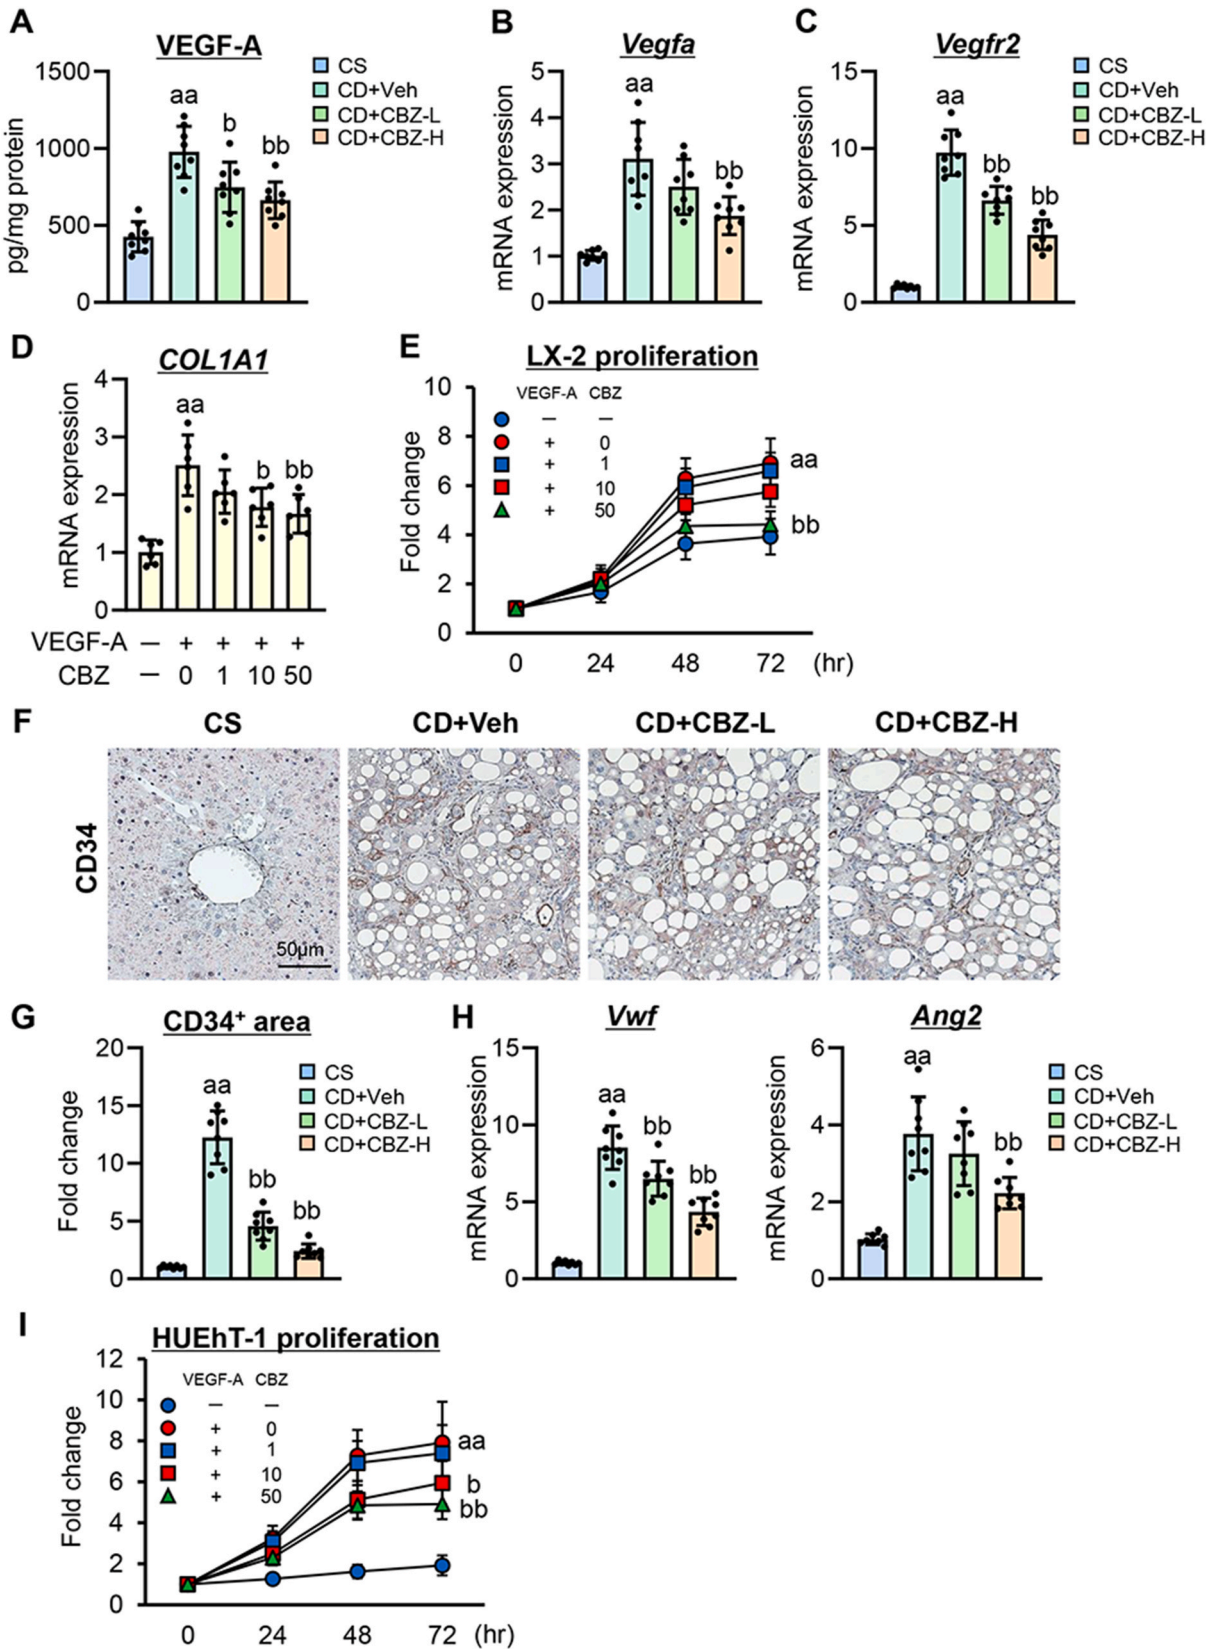 A
VEGF-A
pg/mg protein
1500
1000
500
0
aa
b
bb
CS
CD+Veh
CD+CBZ-L
CD+CBZ-H
B
Vegfa
mRNA expression
5
4
3
2
1
0
aa
bb
C
Vegfr2
mRNA expression
15
10
5
0
aa
bb
bb
CS
CD+Veh
CD+CBZ-L
CD+CBZ-H
D
COL1A1
mRNA expression
4
3
2
1
0
aa
b
bb
VEGF-A — + + + +
CBZ — 0 1 10 50
E
LX-2 proliferation
Fold change
10
8
6
4
2
0
VEGF-A CBZ
— —
+ 0
+ 1
+ 10
+ 50
aa
bb
0 24 48 72 (hr)
F
CS CD+Veh CD+CBZ-L CD+CBZ-H
CD34
50μm
G
CD34+ area
Fold change
20
15
10
5
0
aa
bb
bb
CS
CD+Veh
CD+CBZ-L
CD+CBZ-H
H
Vwf
mRNA expression
15
10
5
0
aa
bb
bb
Ang2
mRNA expression
6
4
2
0
aa
bb
CS
CD+Veh
CD+CBZ-L
CD+CBZ-H
I
HUEhT-1 proliferation
Fold change
12
10
8
6
4
2
0
VEGF-A CBZ
— —
+ 0
+ 1
+ 10
+ 50
aa
b
bb
0 24 48 72 (hr)